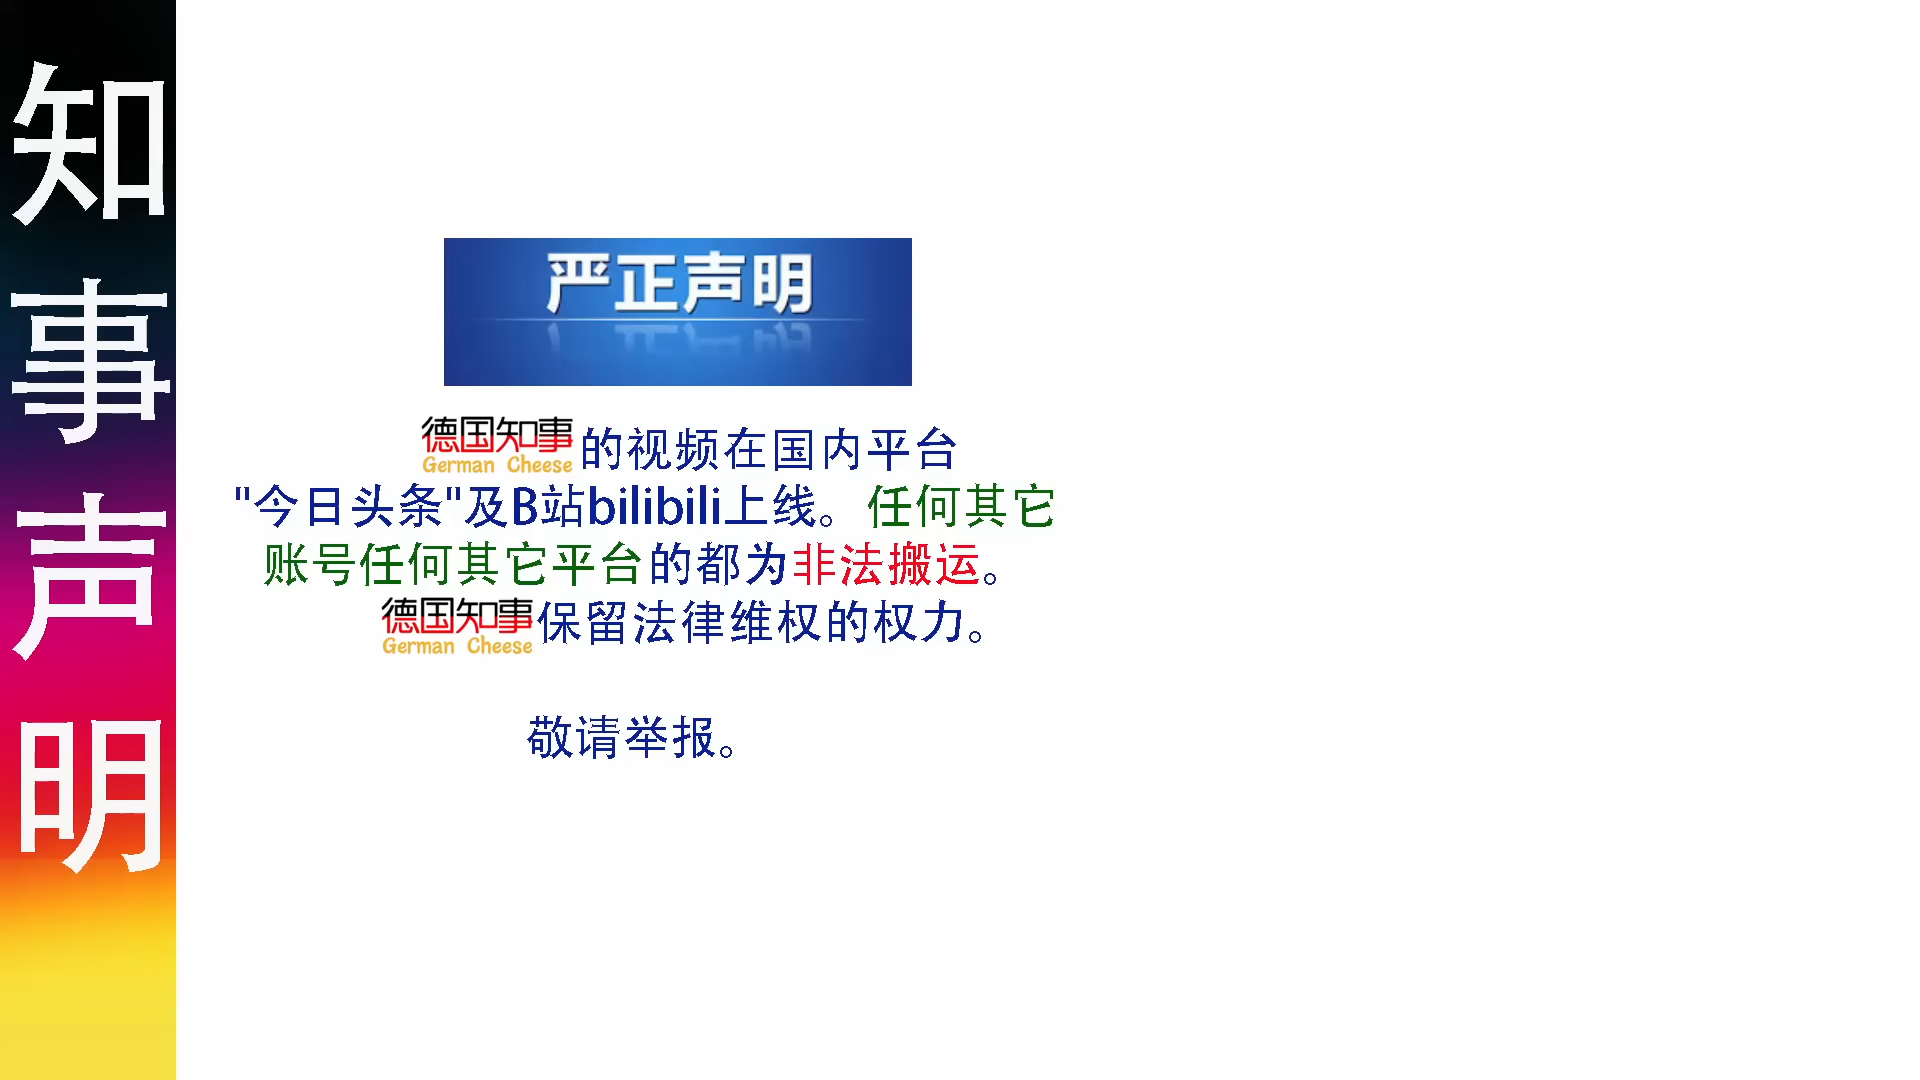 知事声明
严正声明
德国知事
German Cheese
的视频在国内平台
"今日头条"及B站bilibili上线。任何其它
账号任何其它平台的都为非法搬运。
德国知事
German Cheese
保留法律维权的权力。
敬请举报。